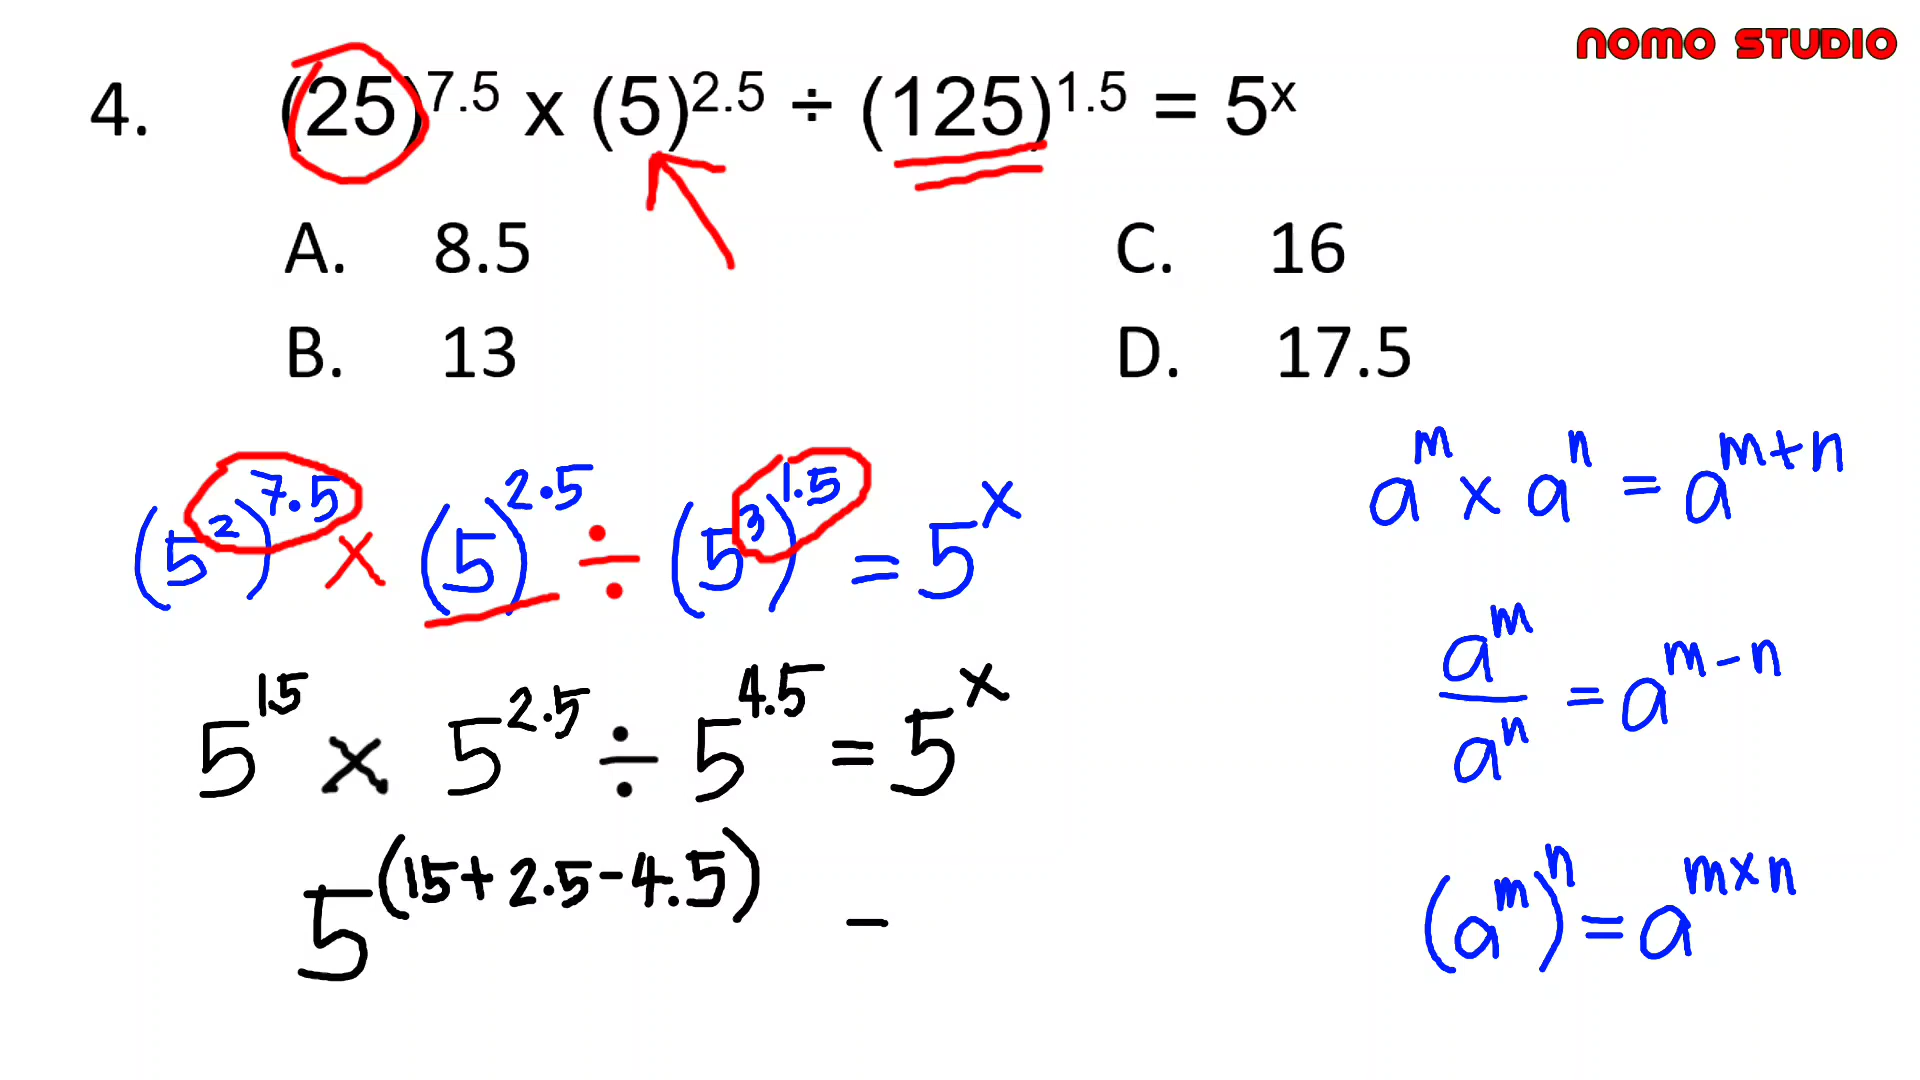 NOMO STUDIO
4. (25)^7.5 x (5)^2.5 ÷ (125)^1.5 = 5^x
A. 8.5
C. 16
B. 13
D. 17.5
(5^2)^7.5 × (5)^2.5 ÷ (5^3)^1.5 = 5^x
5^15 × 5^2.5 ÷ 5^4.5 = 5^x
5^(15+2.5-4.5) −
a^m × a^n = a^m+n
a^m/a^n = a^m-n
(a^m)^n = a^m×n